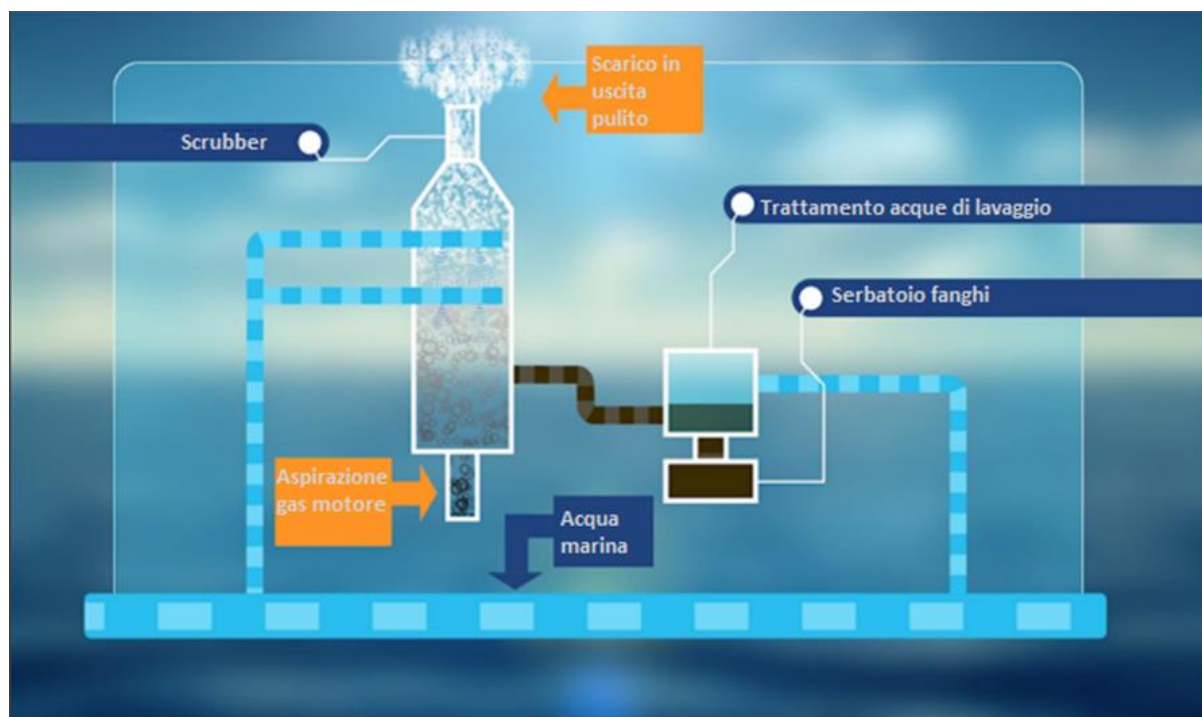 Scarico in
uscita
pulito
Scrubber
Trattamento acque di lavaggio
Serbatoio fanghi
Aspirazione
gas motore
Acqua
marina